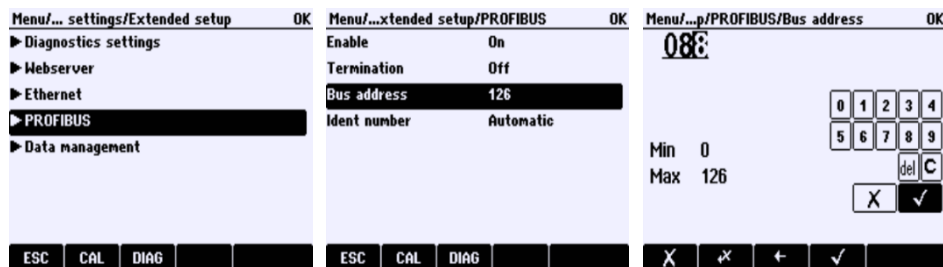 Menu/... settings/Extended setup OK
Diagnostics settings
Webserver
Ethernet
PROFIBUS
Data management
ESC CAL DIAG
Menu/...xtended setup/PROFIBUS OK
Enable On
Termination Off
Bus address 126
Ident number Automatic
ESC CAL DIAG
Menu/...p/PROFIBUS/Bus address OK
088
0 1 2 3 4
5 6 7 8 9
Min 0
del C
Max 126
X ✓
X ↶X ← ✓